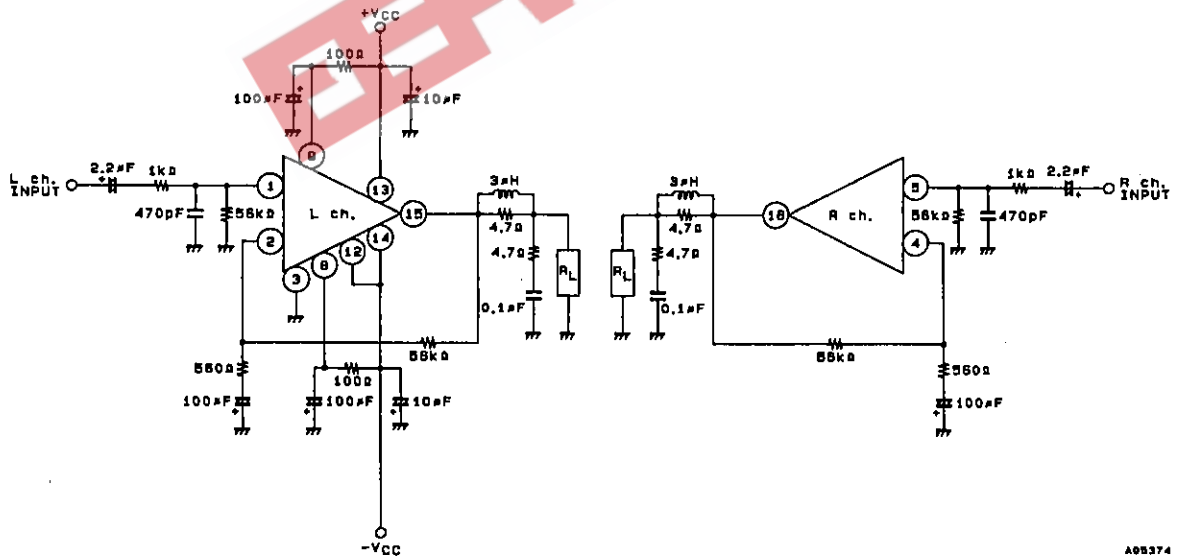 +VCC
100Ω
100µF
10µF
9
L ch.
INPUT
2.2µF
1kΩ
470pF
56kΩ
1
2
3
8
12
14
13
15
L ch.
3µH
4.7Ω
4.7Ω
0.1µF
RL
56kΩ
560Ω
100µF
100µF
100Ω
10µF
-VCC
RL
3µH
4.7Ω
4.7Ω
0.1µF
16
R ch.
5
4
56kΩ
470pF
1kΩ
2.2µF
R ch.
INPUT
56kΩ
560Ω
100µF
A05374